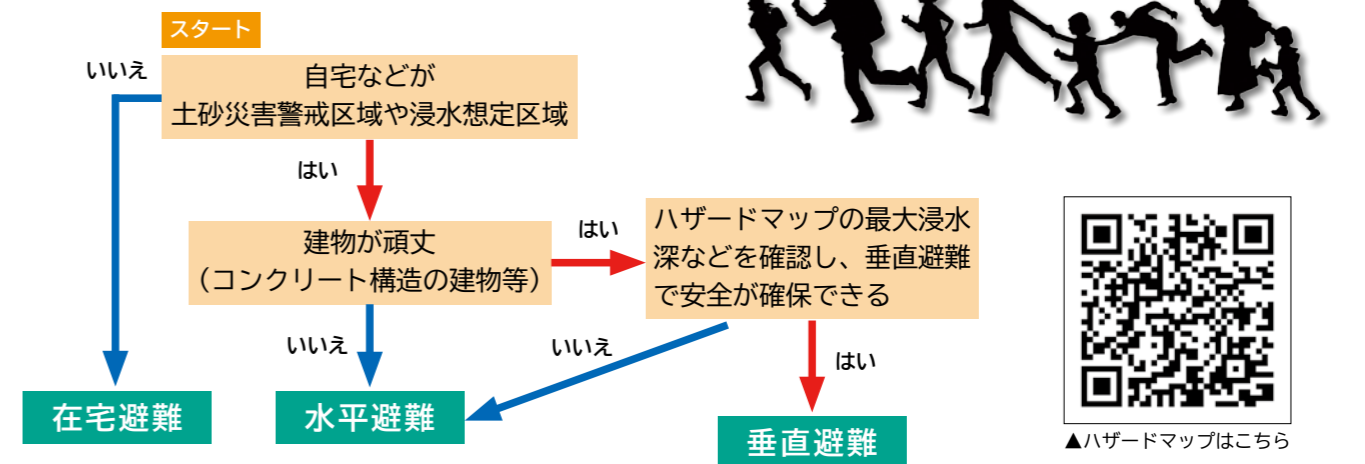 スタート
いいえ
自宅などが
土砂災害警戒区域や浸水想定区域
はい
建物が頑丈
（コンクリート構造の建物等）
はい
ハザードマップの最大浸水
深などを確認し、垂直避難
で安全が確保できる
いいえ
いいえ
はい
在宅避難
水平避難
垂直避難
▲ハザードマップはこちら